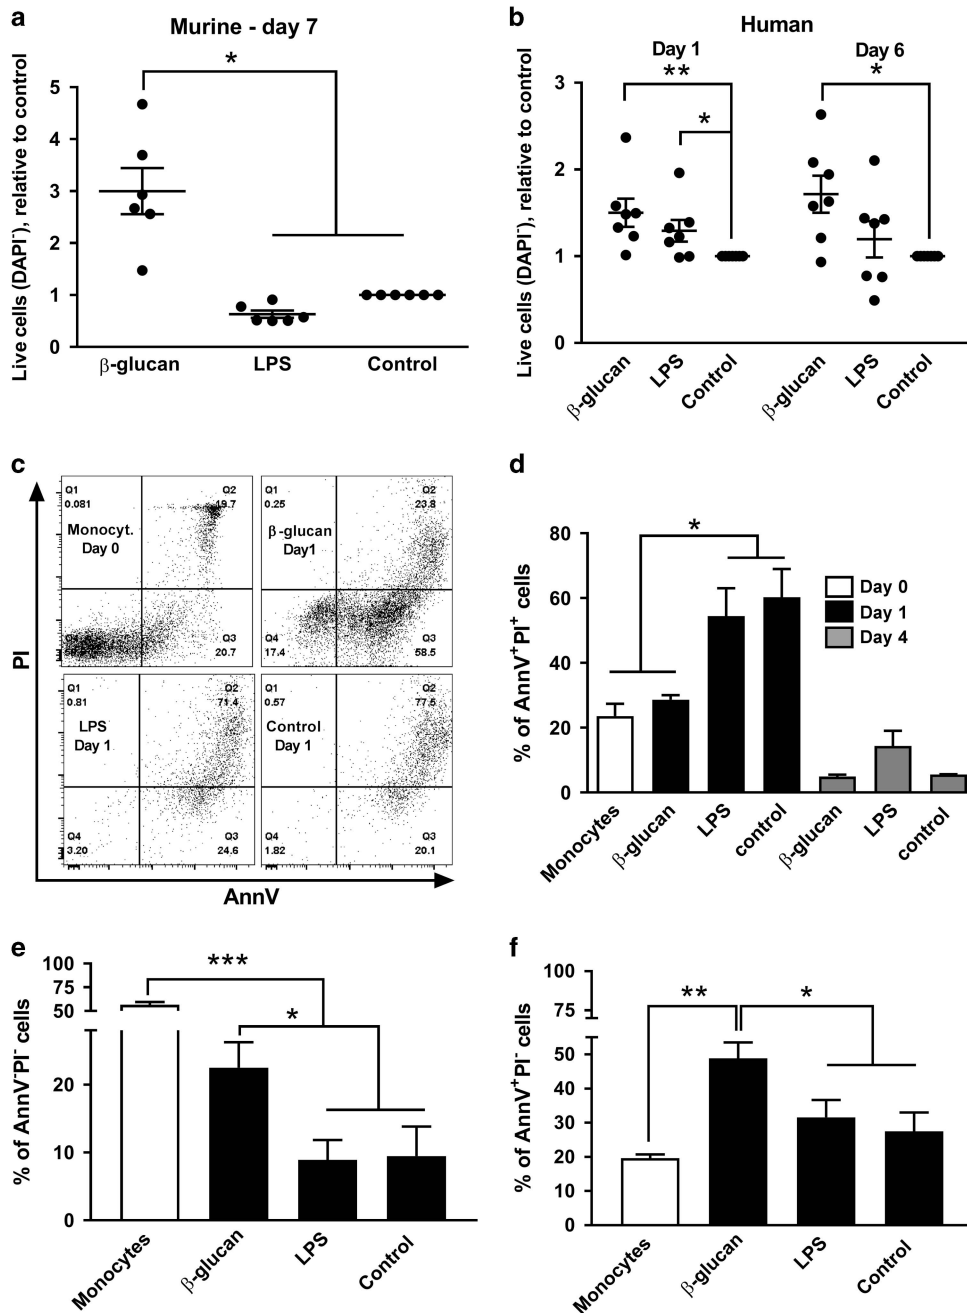 a
Murine - day 7
*
Live cells (DAPI-), relative to control
5
4
3
2
1
0
β-glucan LPS Control
b
Human
Day 1 Day 6
** *
*
Live cells (DAPI-), relative to control
3
2
1
0
β-glucan LPS Control β-glucan LPS Control
c
Q1 0.081
Q2 19.7
Monocyt.
Day 0
Q4
Q3 20.7
Q1 0.25
Q2 23.8
β-glucan
Day1
Q4 17.4
Q3 58.5
Q1 0.81
Q2 71.4
LPS
Day 1
Q4 3.20
Q3 24.6
Q1 0.57
Q2 77.5
Control
Day 1
Q4 1.82
Q3 20.1
PI
AnnV
d
*
% of AnnV+PI+ cells
80
60
40
20
0
Day 0
Day 1
Day 4
Monocytes β-glucan LPS control β-glucan LPS control
e
***
*
% of AnnV-PI- cells
100
75
50
20
10
0
Monocytes β-glucan LPS Control
f
** *
% of AnnV+PI- cells
100
75
50
40
30
20
10
0
Monocytes β-glucan LPS Control